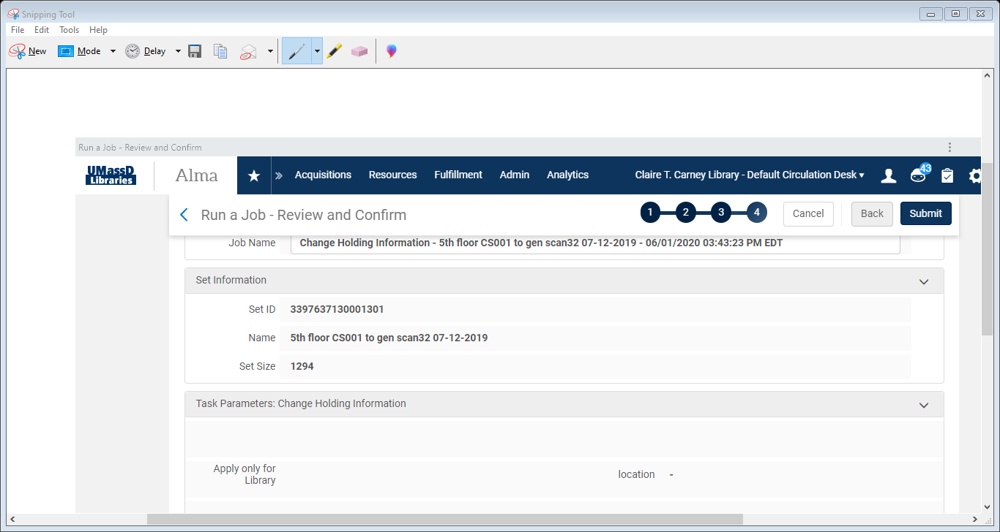 Snipping Tool
File Edit Tools Help
New Mode Delay
Run a Job - Review and Confirm
UMassD Libraries
Alma Acquisitions Resources Fulfillment Admin Analytics Claire T. Carney Library - Default Circulation Desk 43
Run a Job - Review and Confirm 1 2 3 4 Cancel Back Submit
Job Name Change Holding Information - 5th floor CS001 to gen scan32 07-12-2019 - 06/01/2020 03:43:23 PM EDT
Set Information
Set ID 3397637130001301
Name 5th floor CS001 to gen scan32 07-12-2019
Set Size 1294
Task Parameters: Change Holding Information
Apply only for
Library
location -